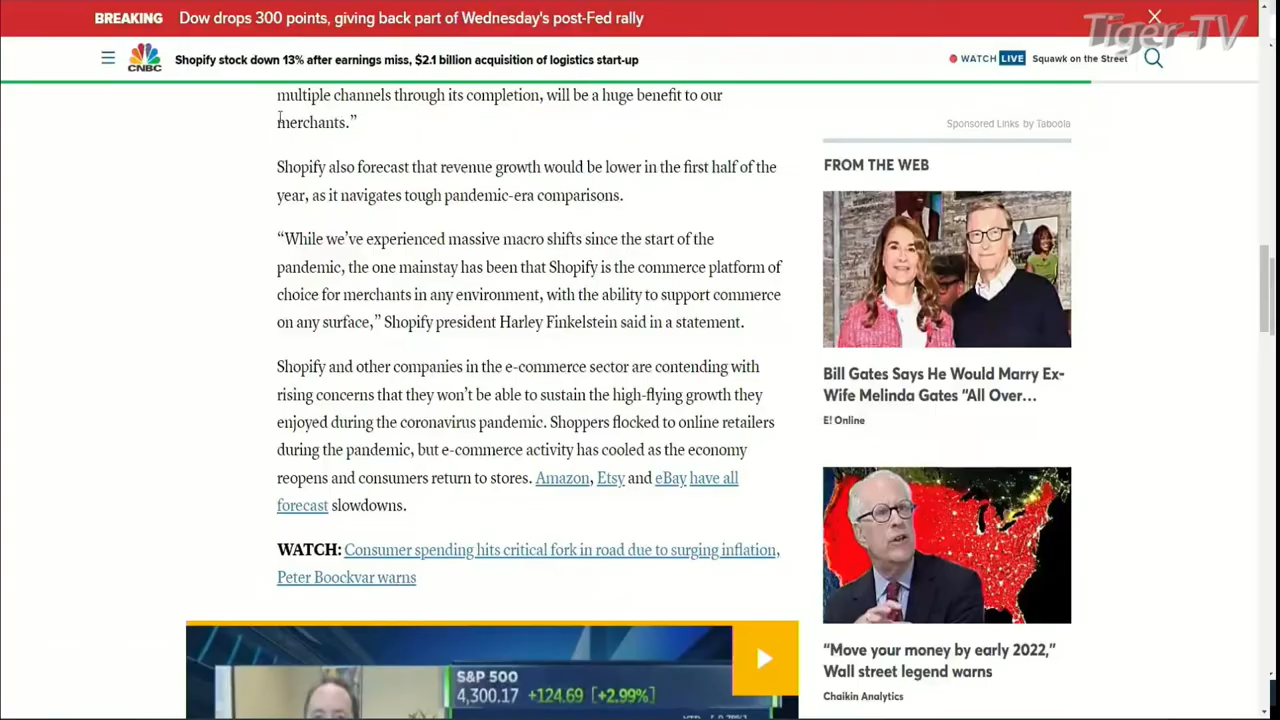 BREAKING Dow drops 300 points, giving back part of Wednesday's post-Fed rally
Tiger-TV
CNBC
Shopify stock down 13% after earnings miss, $2.1 billion acquisition of logistics start-up
WATCH LIVE Squawk on the Street
multiple channels through its completion, will be a huge benefit to our
merchants.”
Shopify also forecast that revenue growth would be lower in the first half of the
year, as it navigates tough pandemic-era comparisons.
“While we’ve experienced massive macro shifts since the start of the
pandemic, the one mainstay has been that Shopify is the commerce platform of
choice for merchants in any environment, with the ability to support commerce
on any surface,” Shopify president Harley Finkelstein said in a statement.
Shopify and other companies in the e-commerce sector are contending with
rising concerns that they won’t be able to sustain the high-flying growth they
enjoyed during the coronavirus pandemic. Shoppers flocked to online retailers
during the pandemic, but e-commerce activity has cooled as the economy
reopens and consumers return to stores. Amazon, Etsy and eBay have all
forecast slowdowns.
WATCH: Consumer spending hits critical fork in road due to surging inflation,
Peter Boockvar warns
S&P 500
4,300.17 +124.69 [+2.99%]
Sponsored Links by Taboola
FROM THE WEB
Bill Gates Says He Would Marry Ex-
Wife Melinda Gates “All Over…
E! Online
“Move your money by early 2022,”
Wall street legend warns
Chaikin Analytics